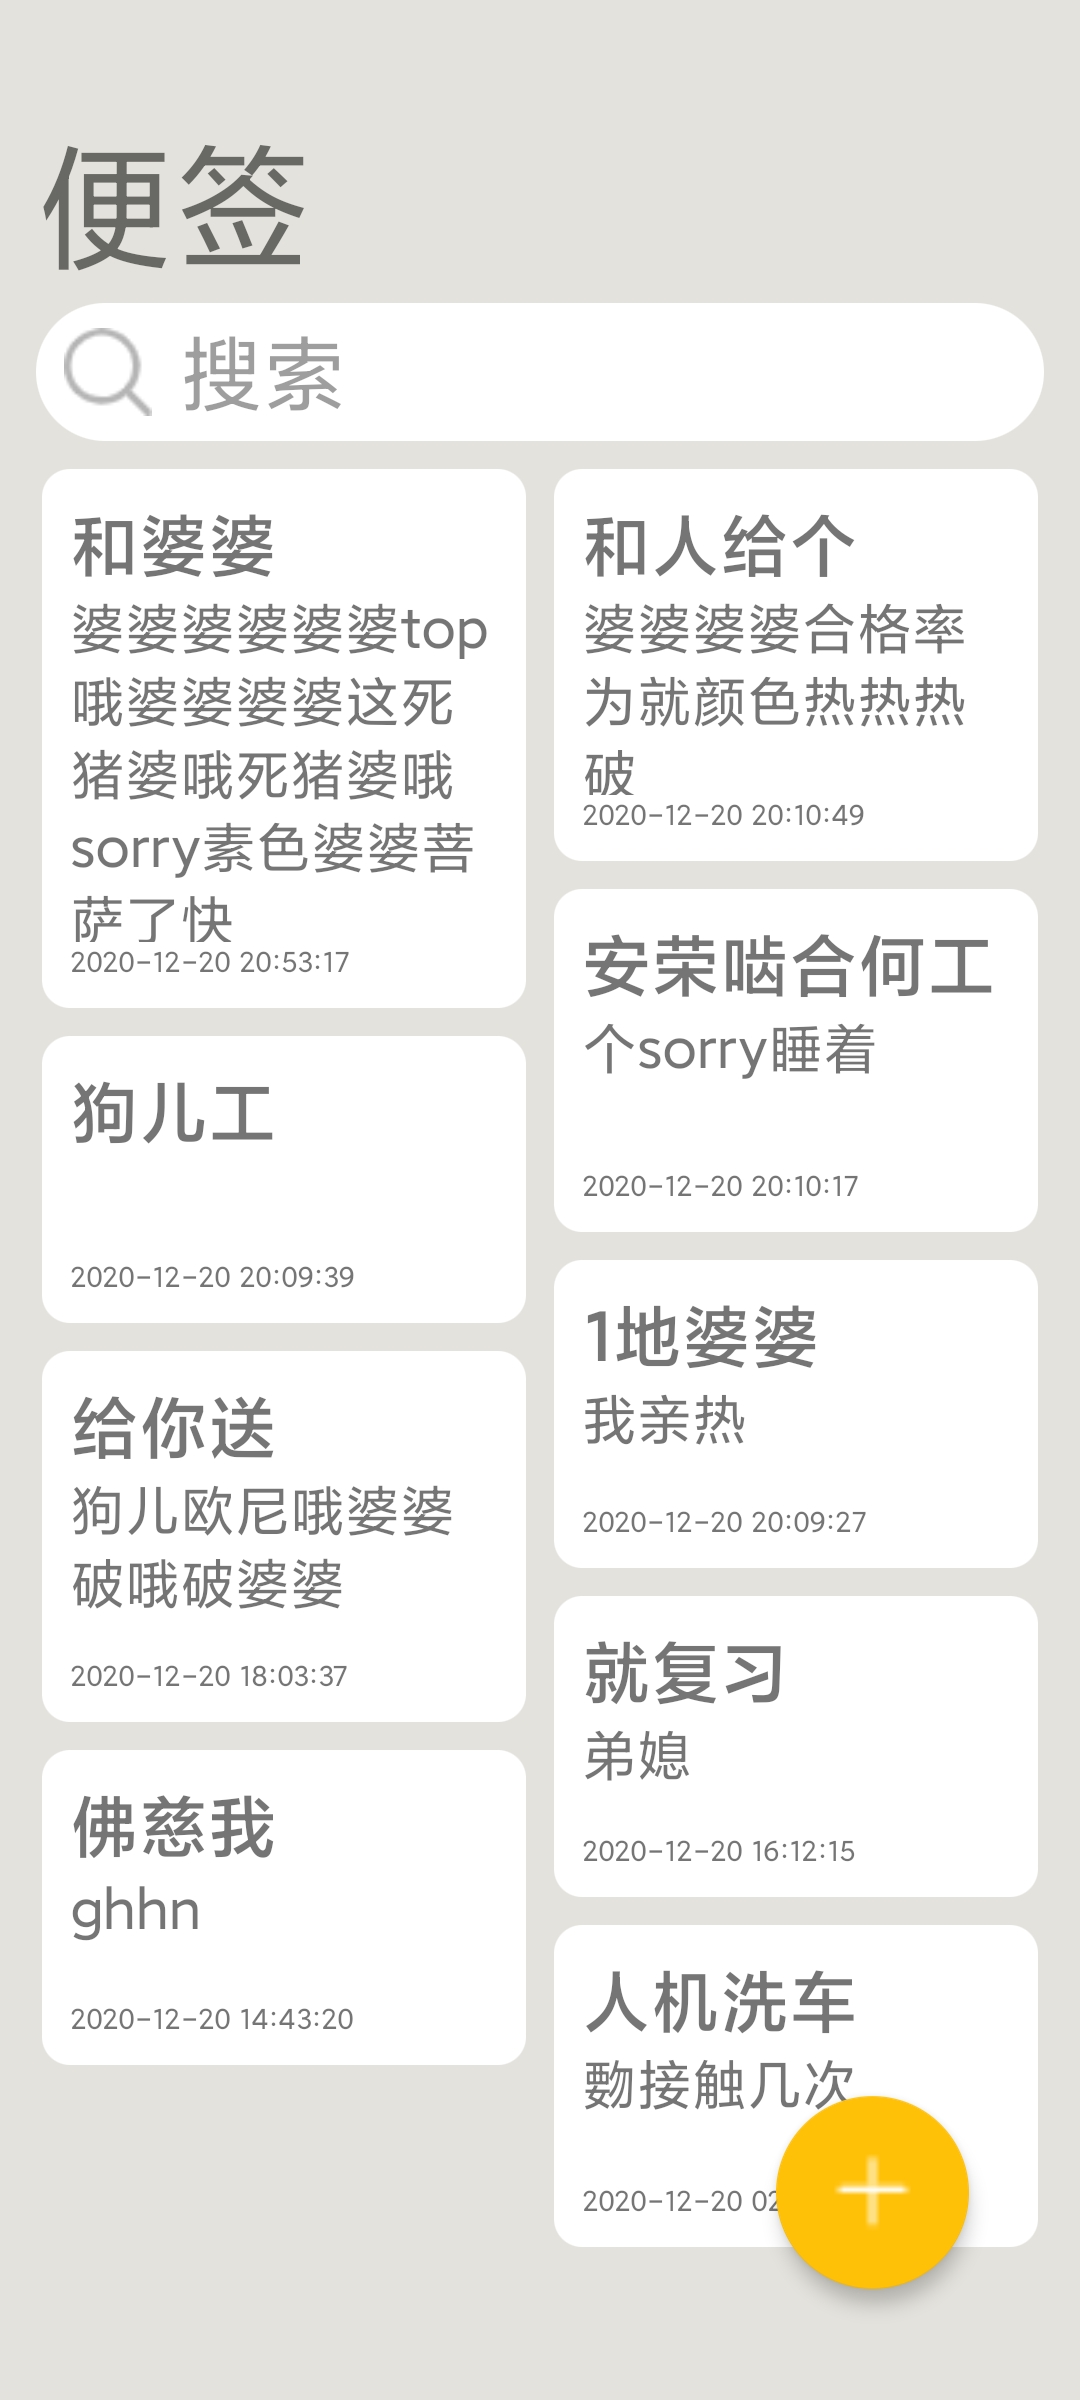 便签
搜索
和婆婆
婆婆婆婆婆婆top
哦婆婆婆婆这死
猪婆哦死猪婆哦
sorry素色婆婆菩
萨了快
2020-12-20 20:53:17
狗儿工
2020-12-20 20:09:39
给你送
狗儿欧尼哦婆婆
破哦破婆婆
2020-12-20 18:03:37
佛慈我
ghhn
2020-12-20 14:43:20
和人给个
婆婆婆婆合格率
为就颜色热热热
破
2020-12-20 20:10:49
安荣啮合何工
个sorry睡着
2020-12-20 20:10:17
1地婆婆
我亲热
2020-12-20 20:09:27
就复习
弟媳
2020-12-20 16:12:15
人机洗车
接触几次
2020-12-20